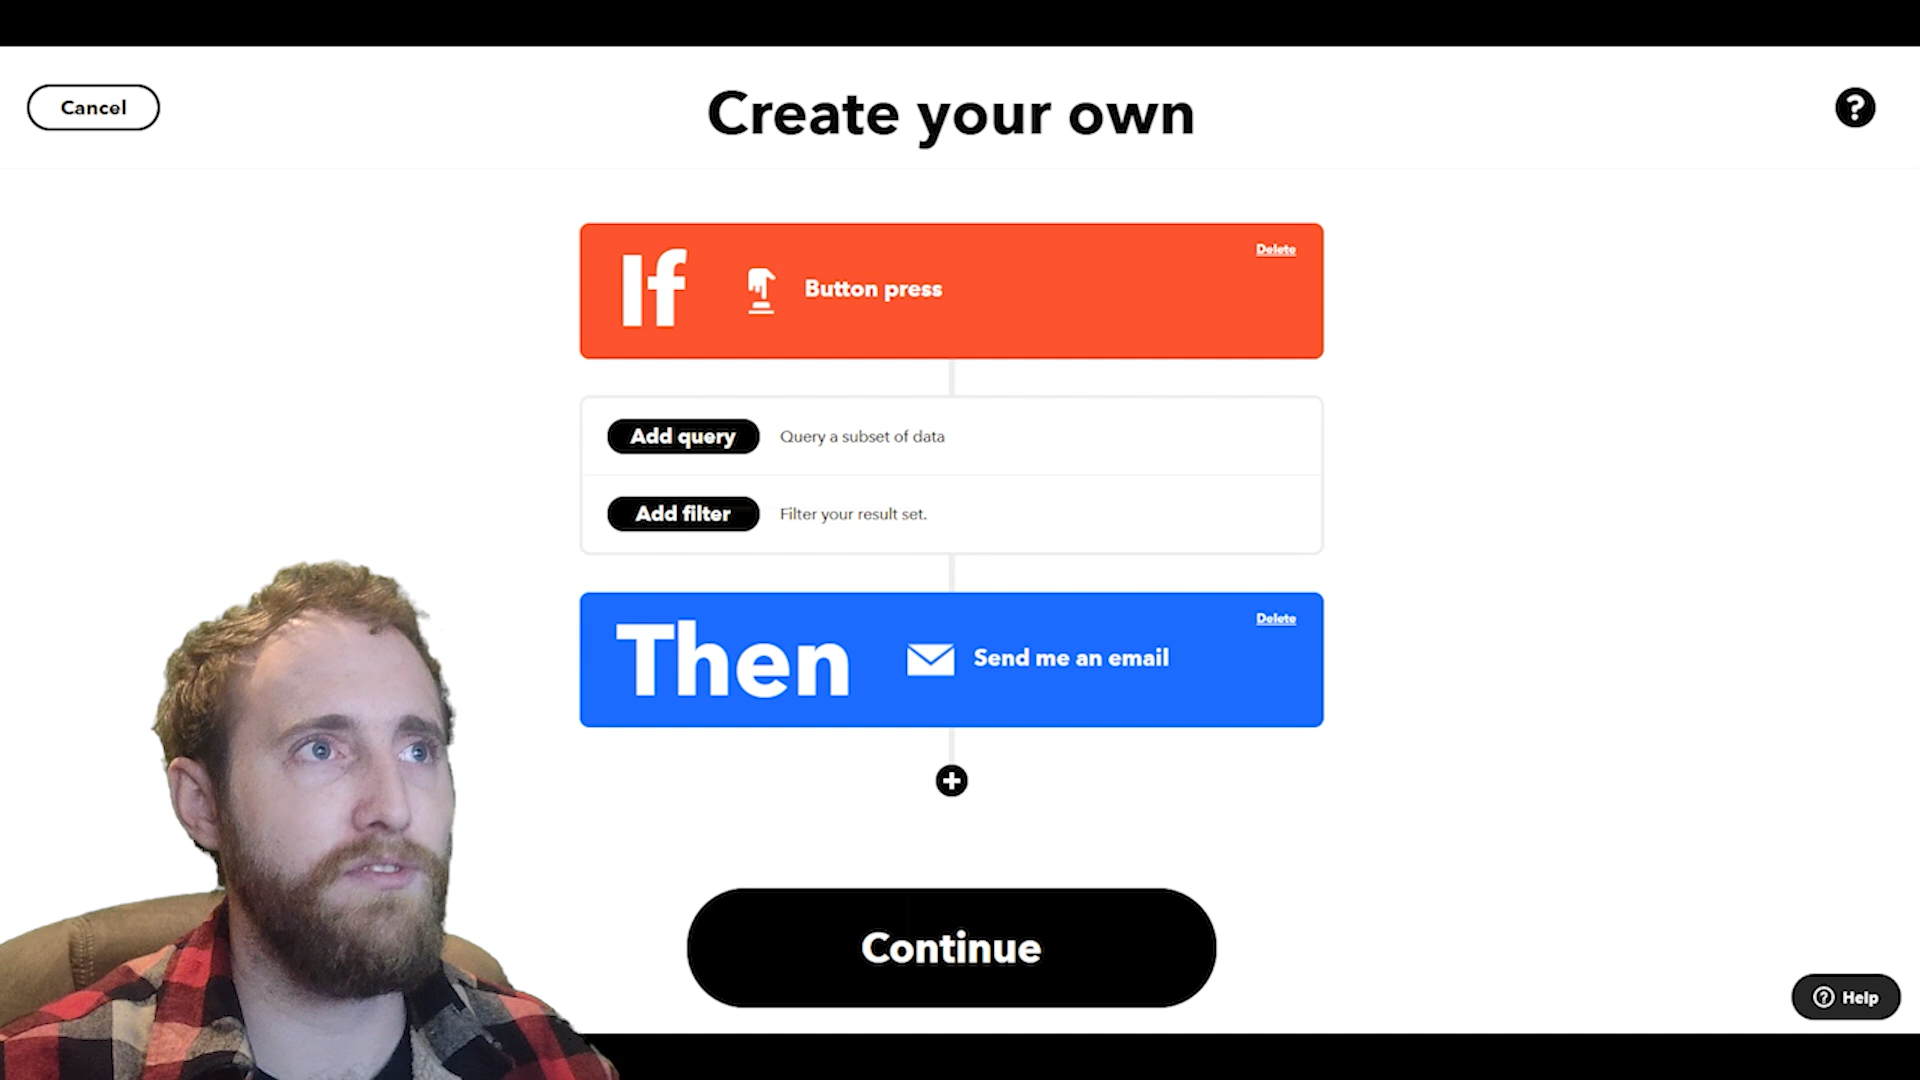 Cancel
Create your own
?
If
Button press
Delete
Add query
Query a subset of data
Add filter
Filter your result set.
Then
Send me an email
Delete
+
Continue
? Help